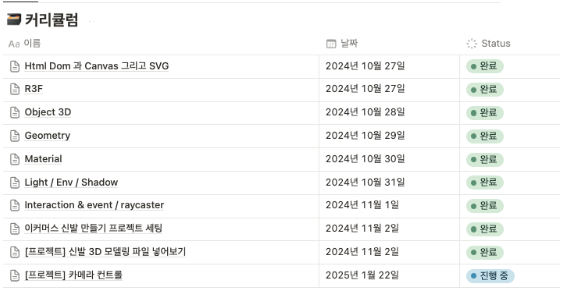 커리큘럼
Aa 이름 날짜 Status
Html Dom 과 Canvas 그리고 SVG 2024년 10월 27일 완료
R3F 2024년 10월 27일 완료
Object 3D 2024년 10월 28일 완료
Geometry 2024년 10월 29일 완료
Material 2024년 10월 30일 완료
Light / Env / Shadow 2024년 10월 31일 완료
Interaction & event / raycaster 2024년 11월 1일 완료
이커머스 신발 만들기 프로젝트 세팅 2024년 11월 2일 완료
[프로젝트] 신발 3D 모델링 파일 넣어보기 2024년 11월 2일 완료
[프로젝트] 카메라 컨트롤 2025년 1월 22일 진행 중